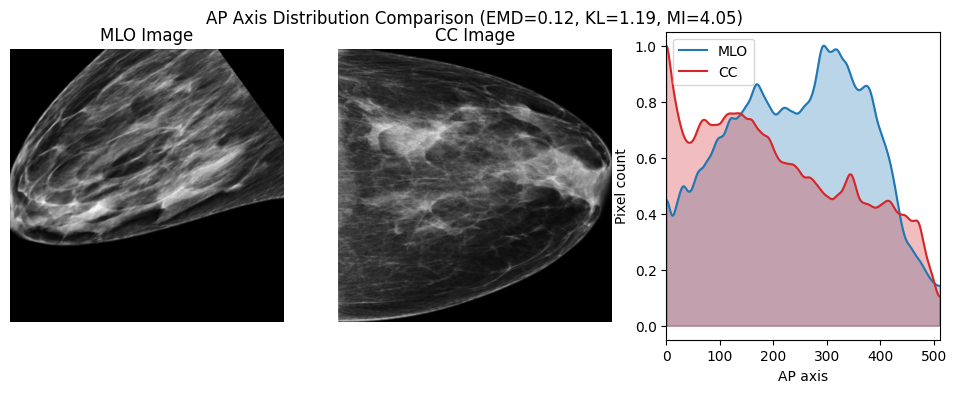 AP Axis Distribution Comparison (EMD=0.12, KL=1.19, MI=4.05)
MLO Image
CC Image
MLO
CC
Pixel count
1.0
0.8
0.6
0.4
0.2
0.0
0 100 200 300 400 500
AP axis